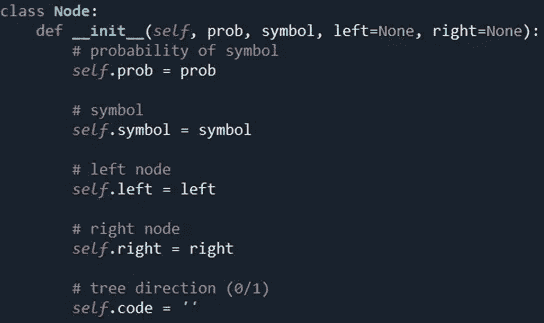 class Node:
    def __init__(self, prob, symbol, left=None, right=None):
        # probability of symbol
        self.prob = prob

        # symbol
        self.symbol = symbol

        # left node
        self.left = left

        # right node
        self.right = right

        # tree direction (0/1)
        self.code = ''